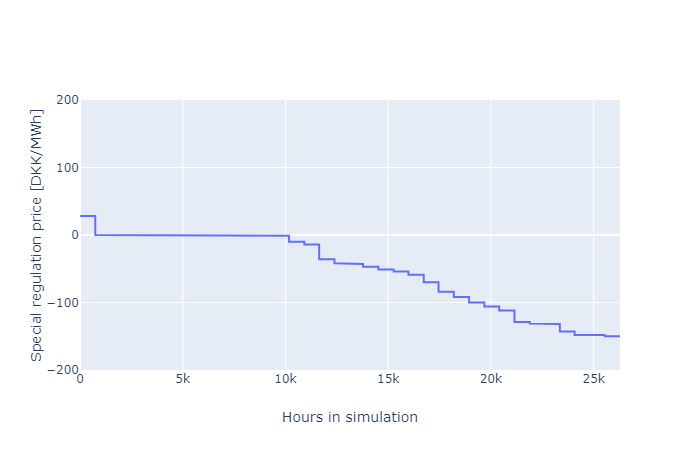 Special regulation price [DKK/MWh]
200
100
0
−100
−200
0
5k
10k
15k
20k
25k
Hours in simulation